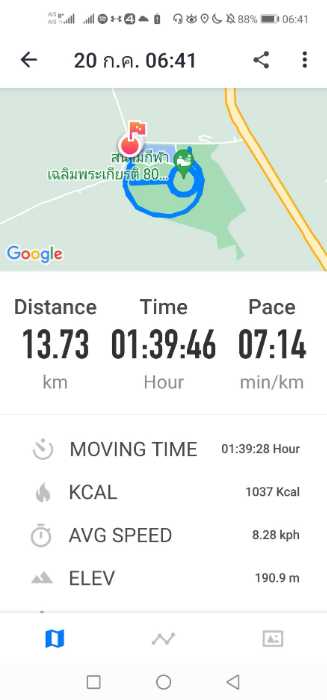 88% 06:41
20 ก.ค. 06:41
สนามกีฬา
เฉลิมพระเกียรติ 80...
Google
Distance Time Pace
13.73 01:39:46 07:14
km Hour min/km
MOVING TIME 01:39:28 Hour
KCAL 1037 Kcal
AVG SPEED 8.28 kph
ELEV 190.9 m